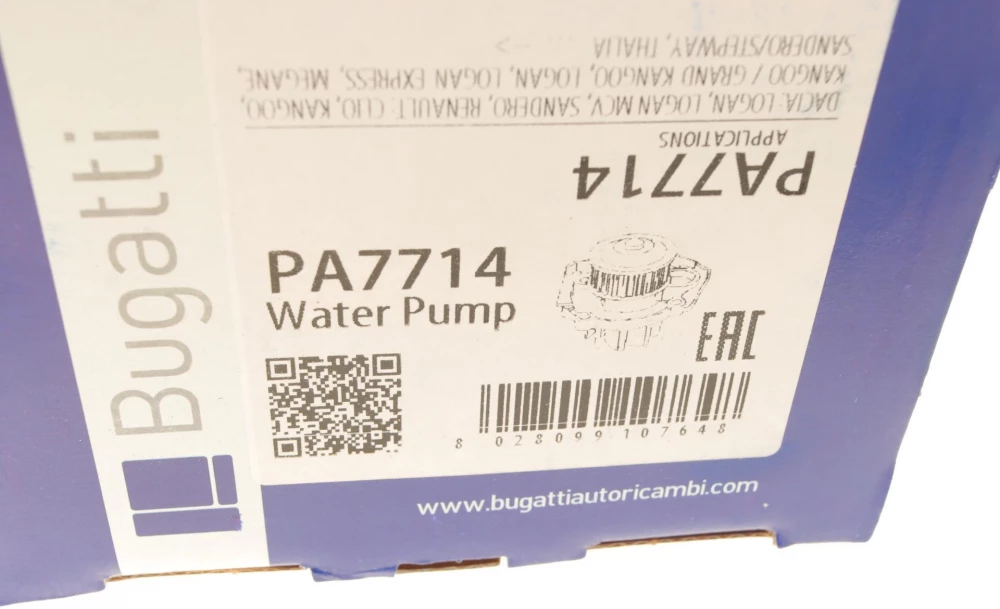 Bugatti
PA7714
Water Pump
EAC
8 028099 107648
www.bugattiautoricambi.com
PA7714
APPLICATIONS
DACIA: LOGAN, LOGAN MCV, SANDERO, RENAULT: CLIO, KANGOO,
KANGOO / GRAND KANGOO, LOGAN, LOGAN EXPRESS, MEGANE,
SANDERO/STEPWAY, THALIA